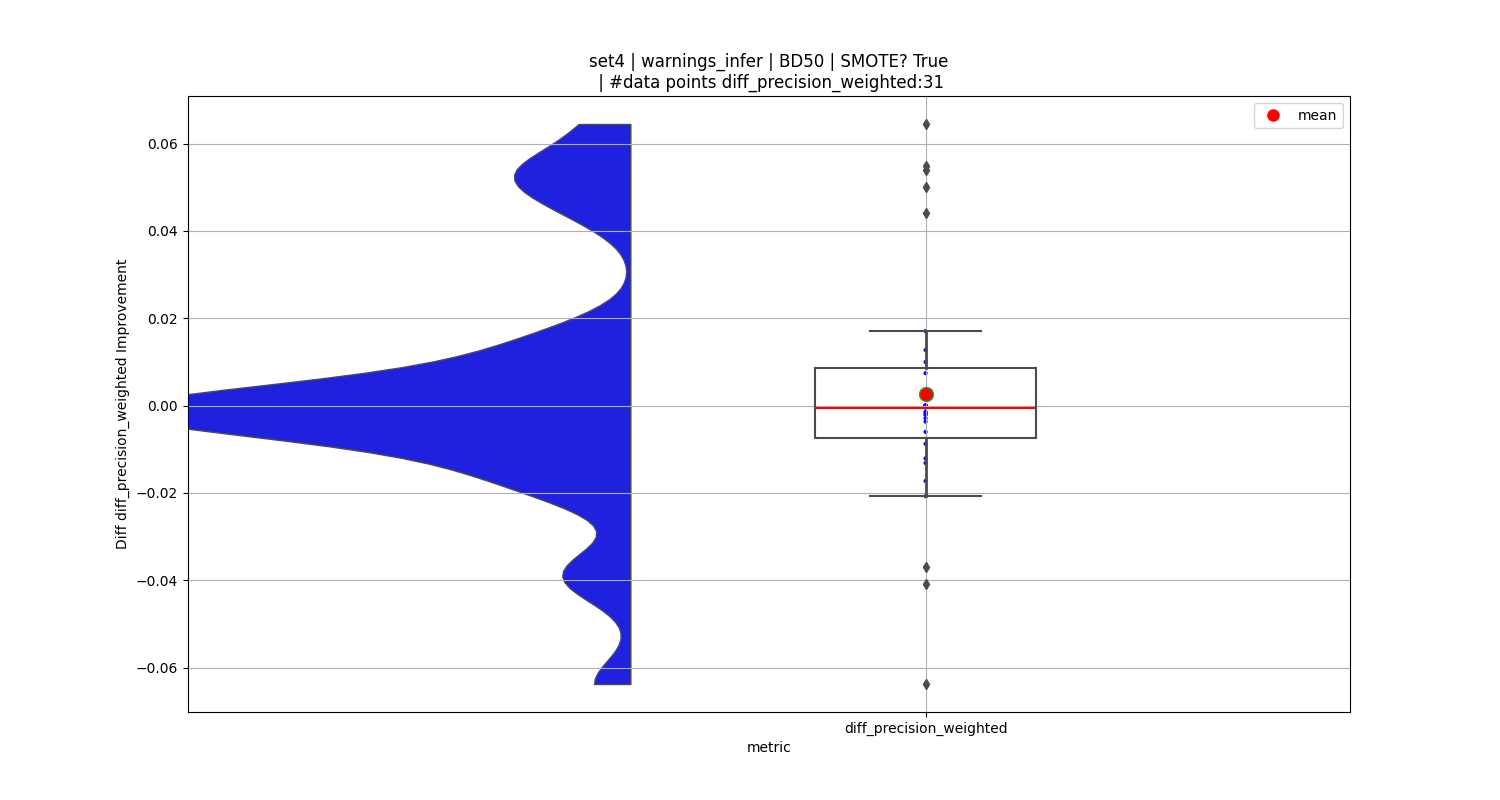 set4 | warnings_infer | BD50 | SMOTE? True
| #data points diff_precision_weighted:31
mean
0.06
0.04
0.02
0.00
−0.02
−0.04
−0.06
Diff diff_precision_weighted Improvement
diff_precision_weighted
metric